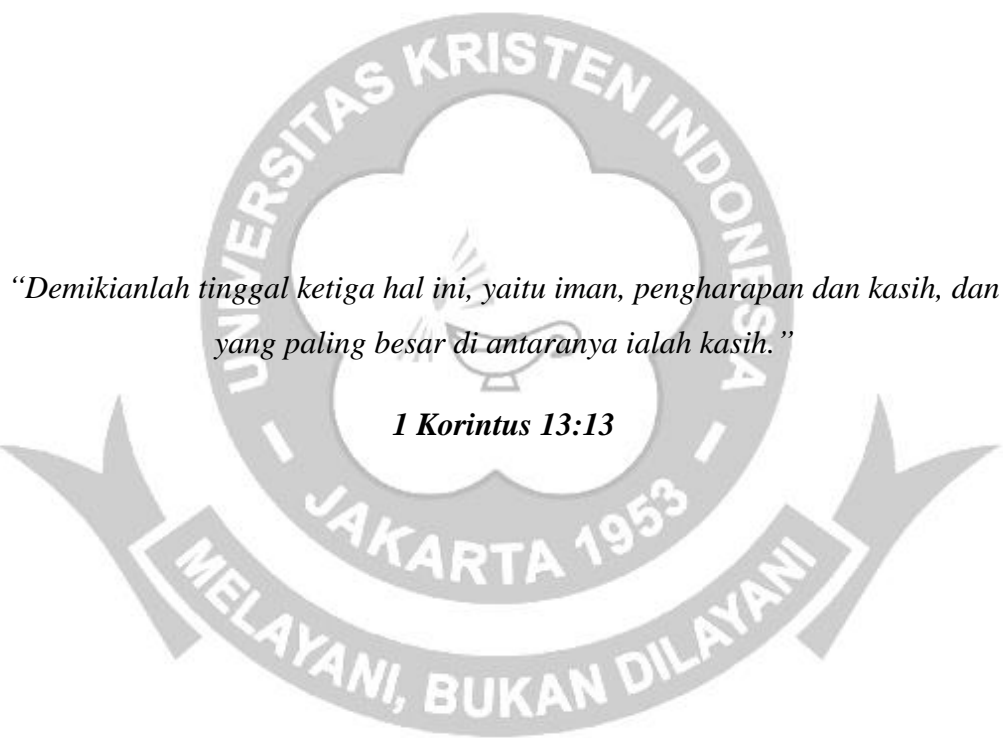 UNIVERSITAS KRISTEN INDONESIA
“Demikianlah tinggal ketiga hal ini, yaitu iman, pengharapan dan kasih, dan
yang paling besar di antaranya ialah kasih.”
1 Korintus 13:13
JAKARTA 1953
MELAYANI, BUKAN DILAYANI